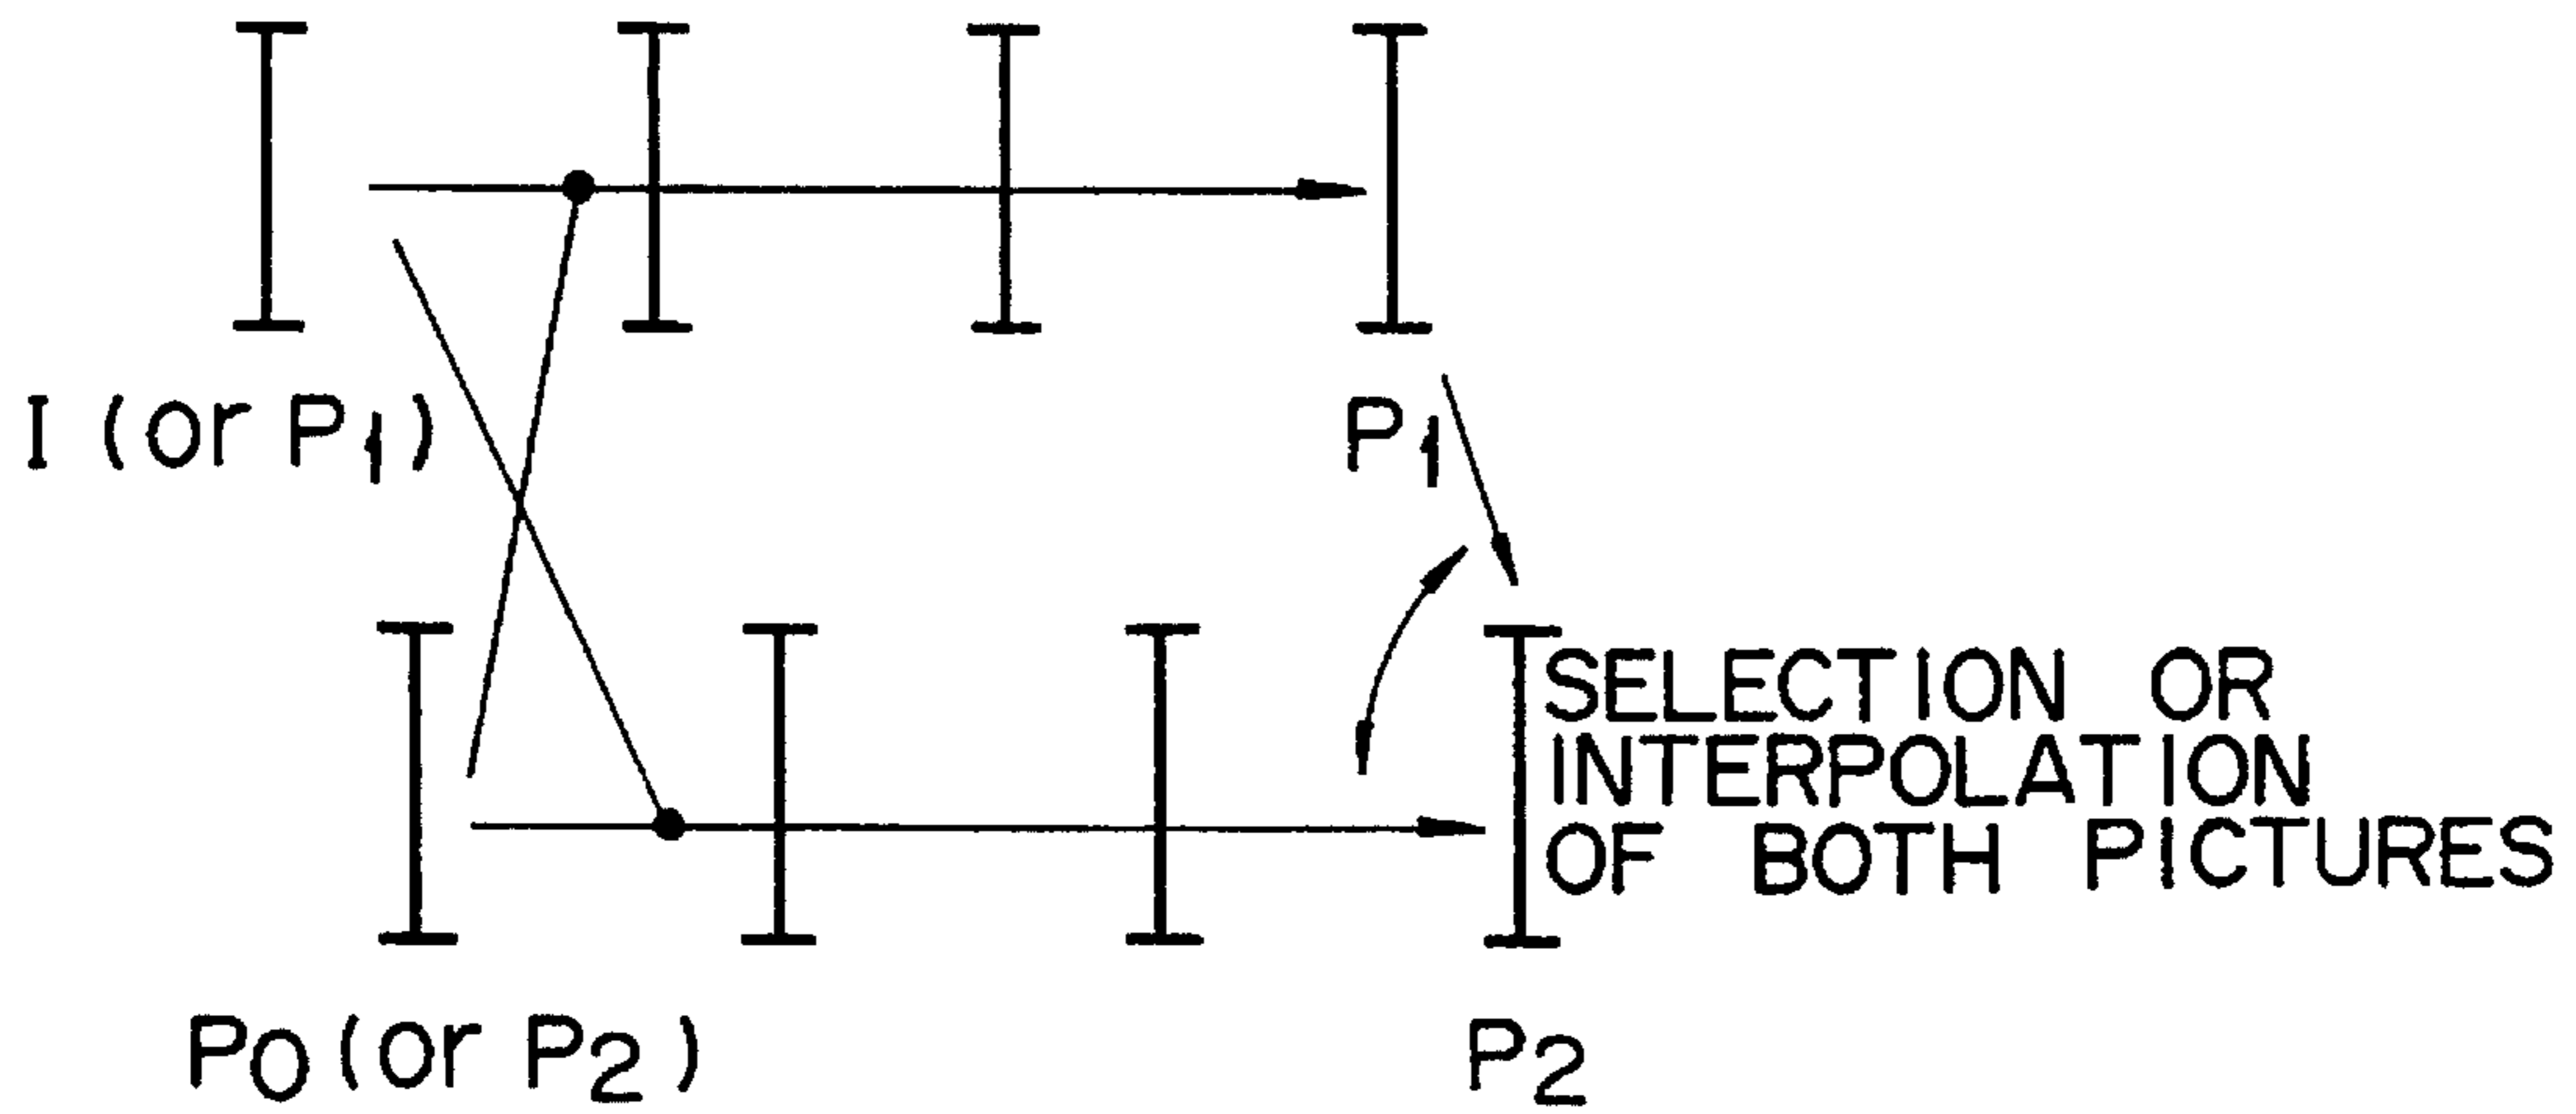 I (or P1)
P1
SELECTION OR
INTERPOLATION
OF BOTH PICTURES
P0 (or P2)
P2